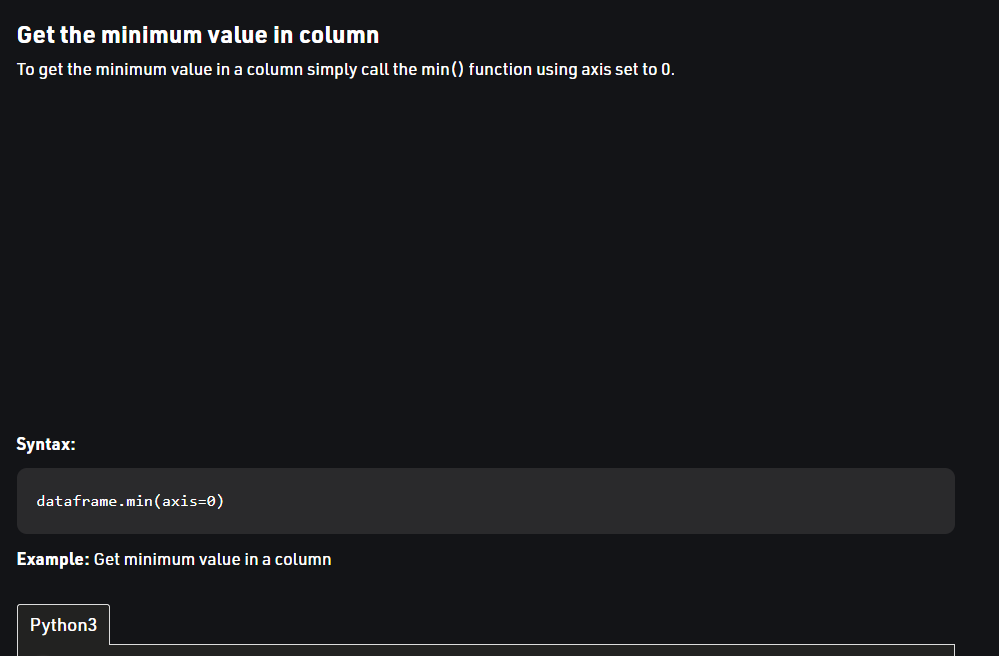 Get the minimum value in column
To get the minimum value in a column simply call the min() function using axis set to 0.
Syntax:
dataframe.min(axis=0)
Example: Get minimum value in a column
Python3